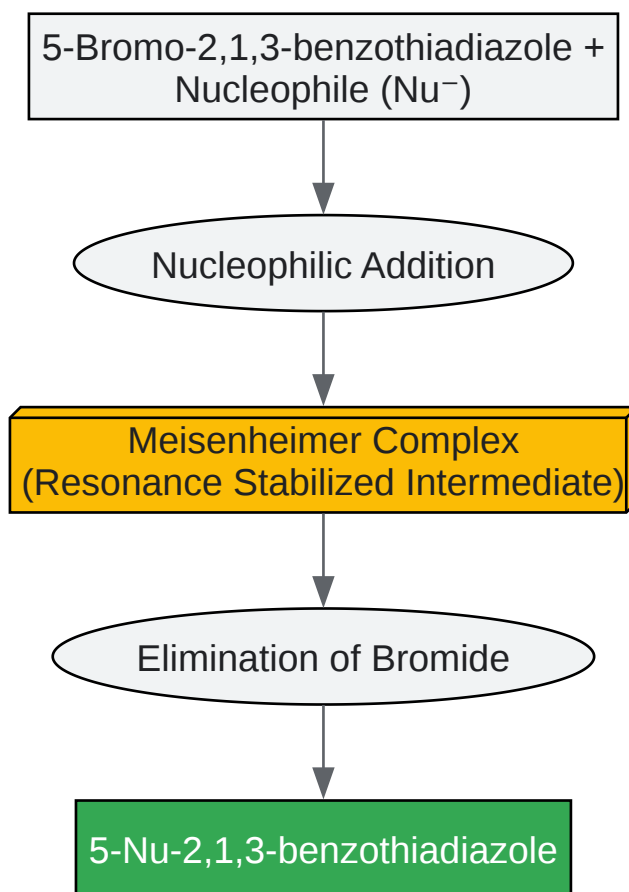 5-Bromo-2,1,3-benzothiadiazole +
Nucleophile (Nu⁻)
Nucleophilic Addition
Meisenheimer Complex
(Resonance Stabilized Intermediate)
Elimination of Bromide
5-Nu-2,1,3-benzothiadiazole